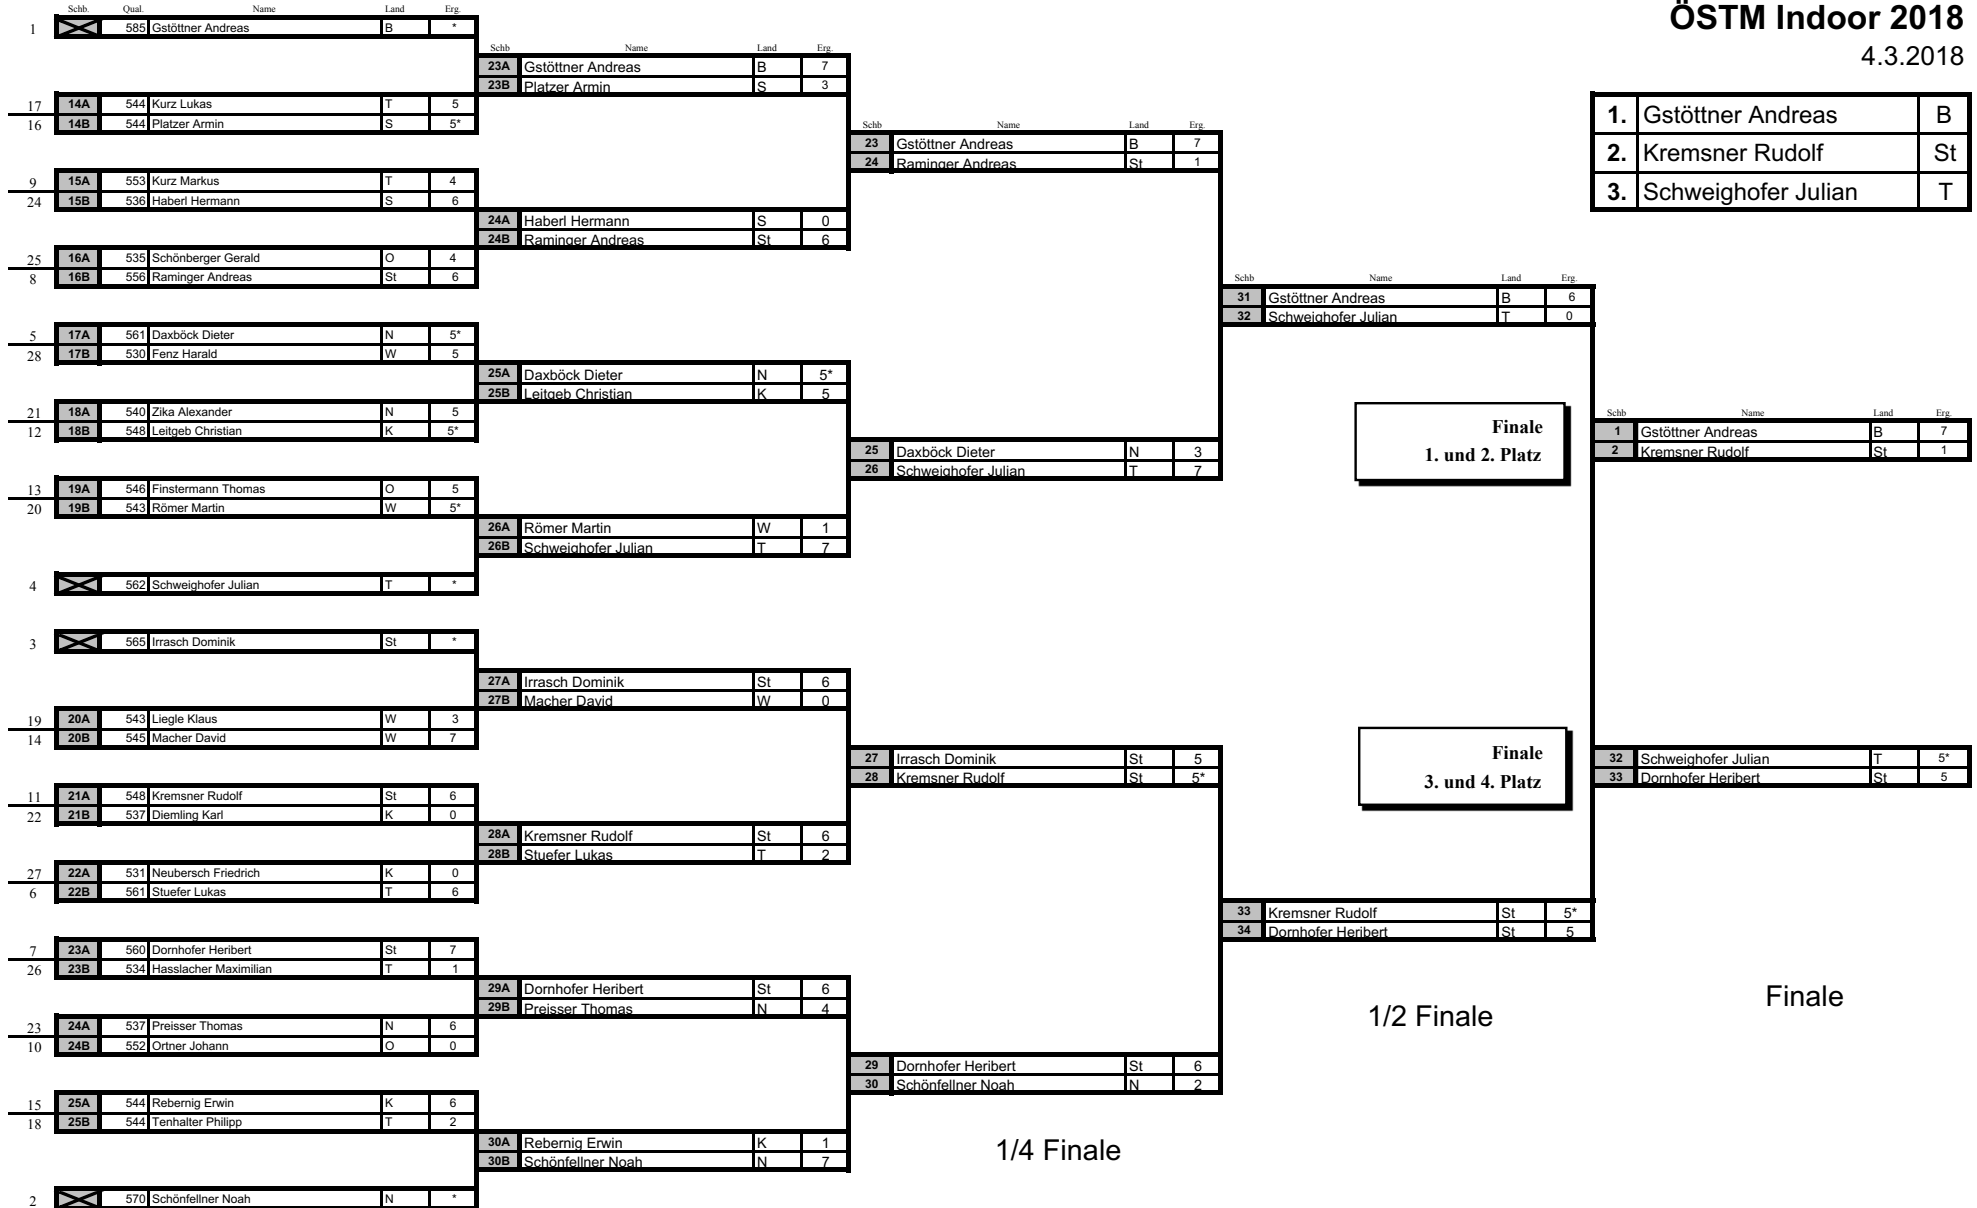 ÖSTM Indoor 2018
4.3.2018
1. Gstöttner Andreas B
2. Kremsner Rudolf St
3. Schweighofer Julian T
Schb. Qual. Name Land Erg.
1 585 Gstöttner Andreas B *
17 14A 544 Kurz Lukas T 5
16 14B 544 Platzer Armin S 5*
9 15A 553 Kurz Markus T 4
24 15B 536 Haberl Hermann S 6
25 16A 535 Schönberger Gerald O 4
8 16B 556 Raminger Andreas St 6
5 17A 561 Daxböck Dieter N 5*
28 17B 530 Fenz Harald W 5
21 18A 540 Zika Alexander N 5
12 18B 548 Leitgeb Christian K 5*
13 19A 546 Finstermann Thomas O 5
20 19B 543 Römer Martin W 5*
4 562 Schweighofer Julian T *
3 565 Irrasch Dominik St *
19 20A 543 Liegle Klaus W 3
14 20B 545 Macher David W 7
11 21A 548 Kremsner Rudolf St 6
22 21B 537 Diemling Karl K 0
27 22A 531 Neubersch Friedrich K 0
6 22B 561 Stuefer Lukas T 6
7 23A 560 Dornhofer Heribert St 7
26 23B 534 Hasslacher Maximilian T 1
23 24A 537 Preisser Thomas N 6
10 24B 552 Ortner Johann O 0
15 25A 544 Rebernig Erwin K 6
18 25B 544 Tenhalter Philipp T 2
2 570 Schönfellner Noah N *
Schb Name Land Erg.
23A Gstöttner Andreas B 7
23B Platzer Armin S 3
24A Haberl Hermann S 0
24B Raminger Andreas St 6
25A Daxböck Dieter N 5*
25B Leitgeb Christian K 5
26A Römer Martin W 1
26B Schweighofer Julian T 7
27A Irrasch Dominik St 6
27B Macher David W 0
28A Kremsner Rudolf St 6
28B Stuefer Lukas T 2
29A Dornhofer Heribert St 6
29B Preisser Thomas N 4
30A Rebernig Erwin K 1
30B Schönfellner Noah N 7
Schb Name Land Erg.
23 Gstöttner Andreas B 7
24 Raminger Andreas St 1
25 Daxböck Dieter N 3
26 Schweighofer Julian T 7
27 Irrasch Dominik St 5
28 Kremsner Rudolf St 5*
29 Dornhofer Heribert St 6
30 Schönfellner Noah N 2
1/4 Finale
Schb Name Land Erg.
31 Gstöttner Andreas B 6
32 Schweighofer Julian T 0
33 Kremsner Rudolf St 5*
34 Dornhofer Heribert St 5
1/2 Finale
Finale
1. und 2. Platz
Schb Name Land Erg.
1 Gstöttner Andreas B 7
2 Kremsner Rudolf St 1
Finale
3. und 4. Platz
32 Schweighofer Julian T 5*
33 Dornhofer Heribert St 5
Finale